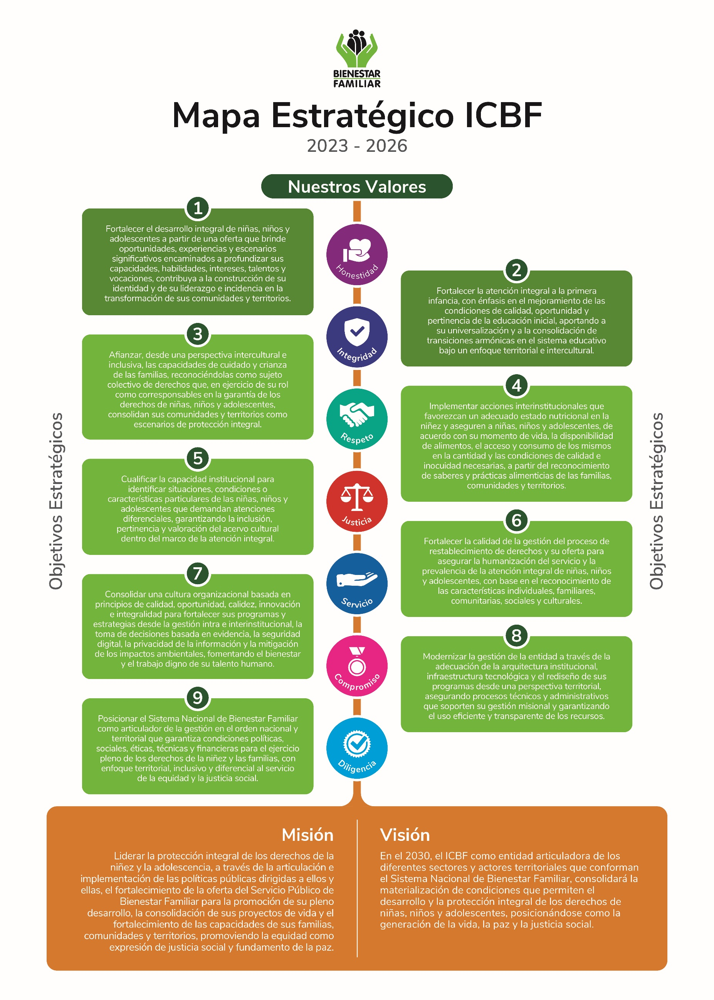 BIENESTAR
FAMILIAR
Mapa Estratégico ICBF
2023 - 2026
Nuestros Valores
Objetivos Estratégicos
1
Fortalecer el desarrollo integral de niñas, niños y
adolescentes a partir de una oferta que brinde
oportunidades, experiencias y escenarios
significativos encaminados a profundizar sus
capacidades, habilidades, intereses, talentos y
vocaciones, contribuya a la construcción de su
identidad y de su liderazgo e incidencia en la
transformación de sus comunidades y territorios.
2
Fortalecer la atención integral a la primera
infancia, con énfasis en el mejoramiento de las
condiciones de calidad, oportunidad y
pertinencia de la educación inicial, aportando a
su universalización y a la consolidación de
transiciones armónicas en el sistema educativo
bajo un enfoque territorial e intercultural.
3
Afianzar, desde una perspectiva intercultural e
inclusiva, las capacidades de cuidado y crianza
de las familias, reconociéndolas como sujeto
colectivo de derechos que, en ejercicio de su rol
como corresponsables en la garantía de los
derechos de niñas, niños y adolescentes,
consolidan sus comunidades y territorios como
escenarios de protección integral.
4
Implementar acciones interinstitucionales que
favorezcan un adecuado estado nutricional en la
niñez y aseguren a niñas, niños y adolescentes, de
acuerdo con su momento de vida, la disponibilidad
de alimentos, el acceso y consumo de los mismos
en la cantidad y las condiciones de calidad e
inocuidad necesarias, a partir del reconocimiento
de saberes y prácticas alimenticias de las familias,
comunidades y territorios.
5
Cualificar la capacidad institucional para
identificar situaciones, condiciones o
características particulares de las niñas, niños y
adolescentes que demandan atenciones
diferenciales, garantizando la inclusión,
pertinencia y valoración del acervo cultural
dentro del marco de la atención integral.
6
Fortalecer la calidad de la gestión del proceso de
restablecimiento de derechos y su oferta para
asegurar la humanización del servicio y la
prevalencia de la atención integral de niñas, niños
y adolescentes, con base en el reconocimiento de
las características individuales, familiares,
comunitarias, sociales y culturales.
7
Consolidar una cultura organizacional basada en
principios de calidad, oportunidad, calidez, innovación
e integralidad para fortalecer sus programas y
estrategias desde la gestión intra e interinstitucional, la
toma de decisiones basada en evidencia, la seguridad
digital, la privacidad de la información y la mitigación
de los impactos ambientales, fomentando el bienestar
y el trabajo digno de su talento humano.
8
Modernizar la gestión de la entidad a través de la
adecuación de la arquitectura institucional,
infraestructura tecnológica y el rediseño de sus
programas desde una perspectiva territorial,
asegurando procesos técnicos y administrativos
que soporten su gestión misional y garantizando
el uso eficiente y transparente de los recursos.
9
Posicionar el Sistema Nacional de Bienestar Familiar
como articulador de la gestión en el orden nacional y
territorial que garantiza condiciones políticas,
sociales, éticas, técnicas y financieras para el ejercicio
pleno de los derechos de la niñez y las familias, con
enfoque territorial, inclusivo y diferencial al servicio
de la equidad y la justicia social.
Honestidad
Integridad
Respeto
Justicia
Servicio
Compromiso
Diligencia
Objetivos Estratégicos
Misión
Liderar la protección integral de los derechos de la
niñez y la adolescencia, a través de la articulación e
implementación de las políticas públicas dirigidas a ellos y
ellas, el fortalecimiento de la oferta del Servicio Público de
Bienestar Familiar para la promoción de su pleno
desarrollo, la consolidación de sus proyectos de vida y el
fortalecimiento de las capacidades de sus familias,
comunidades y territorios, promoviendo la equidad como
expresión de justicia social y fundamento de la paz.
Visión
En el 2030, el ICBF como entidad articuladora de los
diferentes sectores y actores territoriales que conforman
el Sistema Nacional de Bienestar Familiar, consolidará la
materialización de condiciones que permiten el
desarrollo y la protección integral de los derechos de
niñas, niños y adolescentes, posicionándose como la
generación de la vida, la paz y la justicia social.